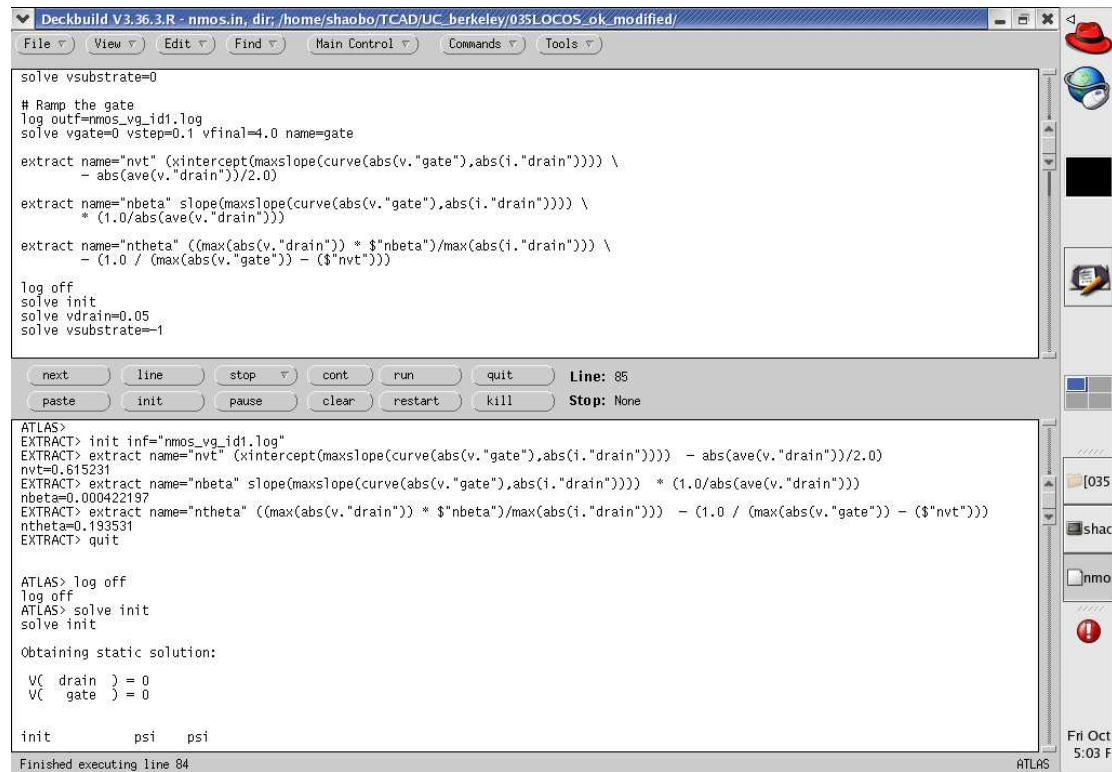 Deckbuild V3.36.3.R - nmos.in, dir; /home/shaobo/TCAD/UC_berkeley/035LOCOS_ok_modified/
File View Edit Find Main Control Commands Tools
solve vsubstrate=0
# Ramp the gate
log outf=nmos_vg_id1.log
solve vgate=0 vstep=0.1 vfinal=4.0 name=gate
extract name="nvt" (xintercept(maxslope(curve(abs(v."gate"),abs(i."drain")))) \
- abs(ave(v."drain"))/2.0)
extract name="nbeta" slope(maxslope(curve(abs(v."gate"),abs(i."drain")))) \
* (1.0/abs(ave(v."drain")))
extract name="ntheta" ((max(abs(v."drain")) * $"nbeta")/max(abs(i."drain"))) \
- (1.0 / (max(abs(v."gate")) - ($"nvt")))
log off
solve init
solve vdrain=0.05
solve vsubstrate=-1
next line stop cont run quit Line: 85
paste init pause clear restart kill Stop: None
ATLAS>
EXTRACT> init inf="nmos_vg_id1.log"
EXTRACT> extract name="nvt" (xintercept(maxslope(curve(abs(v."gate"),abs(i."drain")))) - abs(ave(v."drain"))/2.0)
nvt=0.615231
EXTRACT> extract name="nbeta" slope(maxslope(curve(abs(v."gate"),abs(i."drain")))) * (1.0/abs(ave(v."drain")))
nbeta=0.000422197
EXTRACT> extract name="ntheta" ((max(abs(v."drain")) * $"nbeta")/max(abs(i."drain"))) - (1.0 / (max(abs(v."gate")) - ($"nvt")))
ntheta=0.193531
EXTRACT> quit
ATLAS> log off
log off
ATLAS> solve init
solve init
Obtaining static solution:
V( drain ) = 0
V( gate ) = 0
init psi psi
Finished executing line 84 ATLAS
[035
shac
nmo
Fri Oct
5:03 P